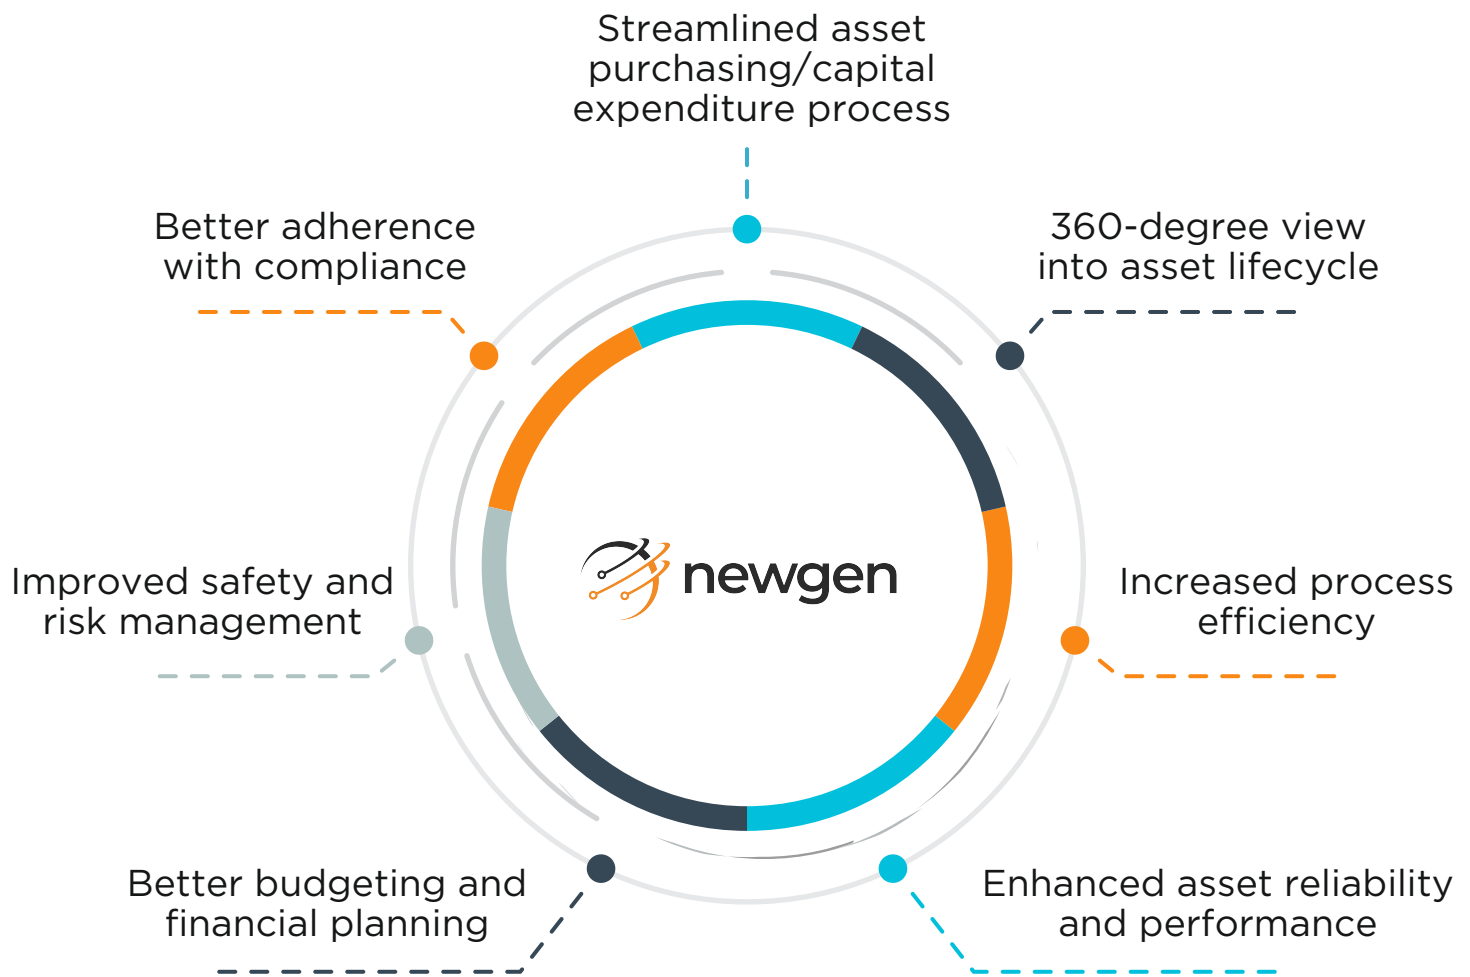 Streamlined asset
purchasing/capital
expenditure process
Better adherence
with compliance
360-degree view
into asset lifecycle
newgen
Improved safety and
risk management
Increased process
efficiency
Better budgeting and
financial planning
Enhanced asset reliability
and performance